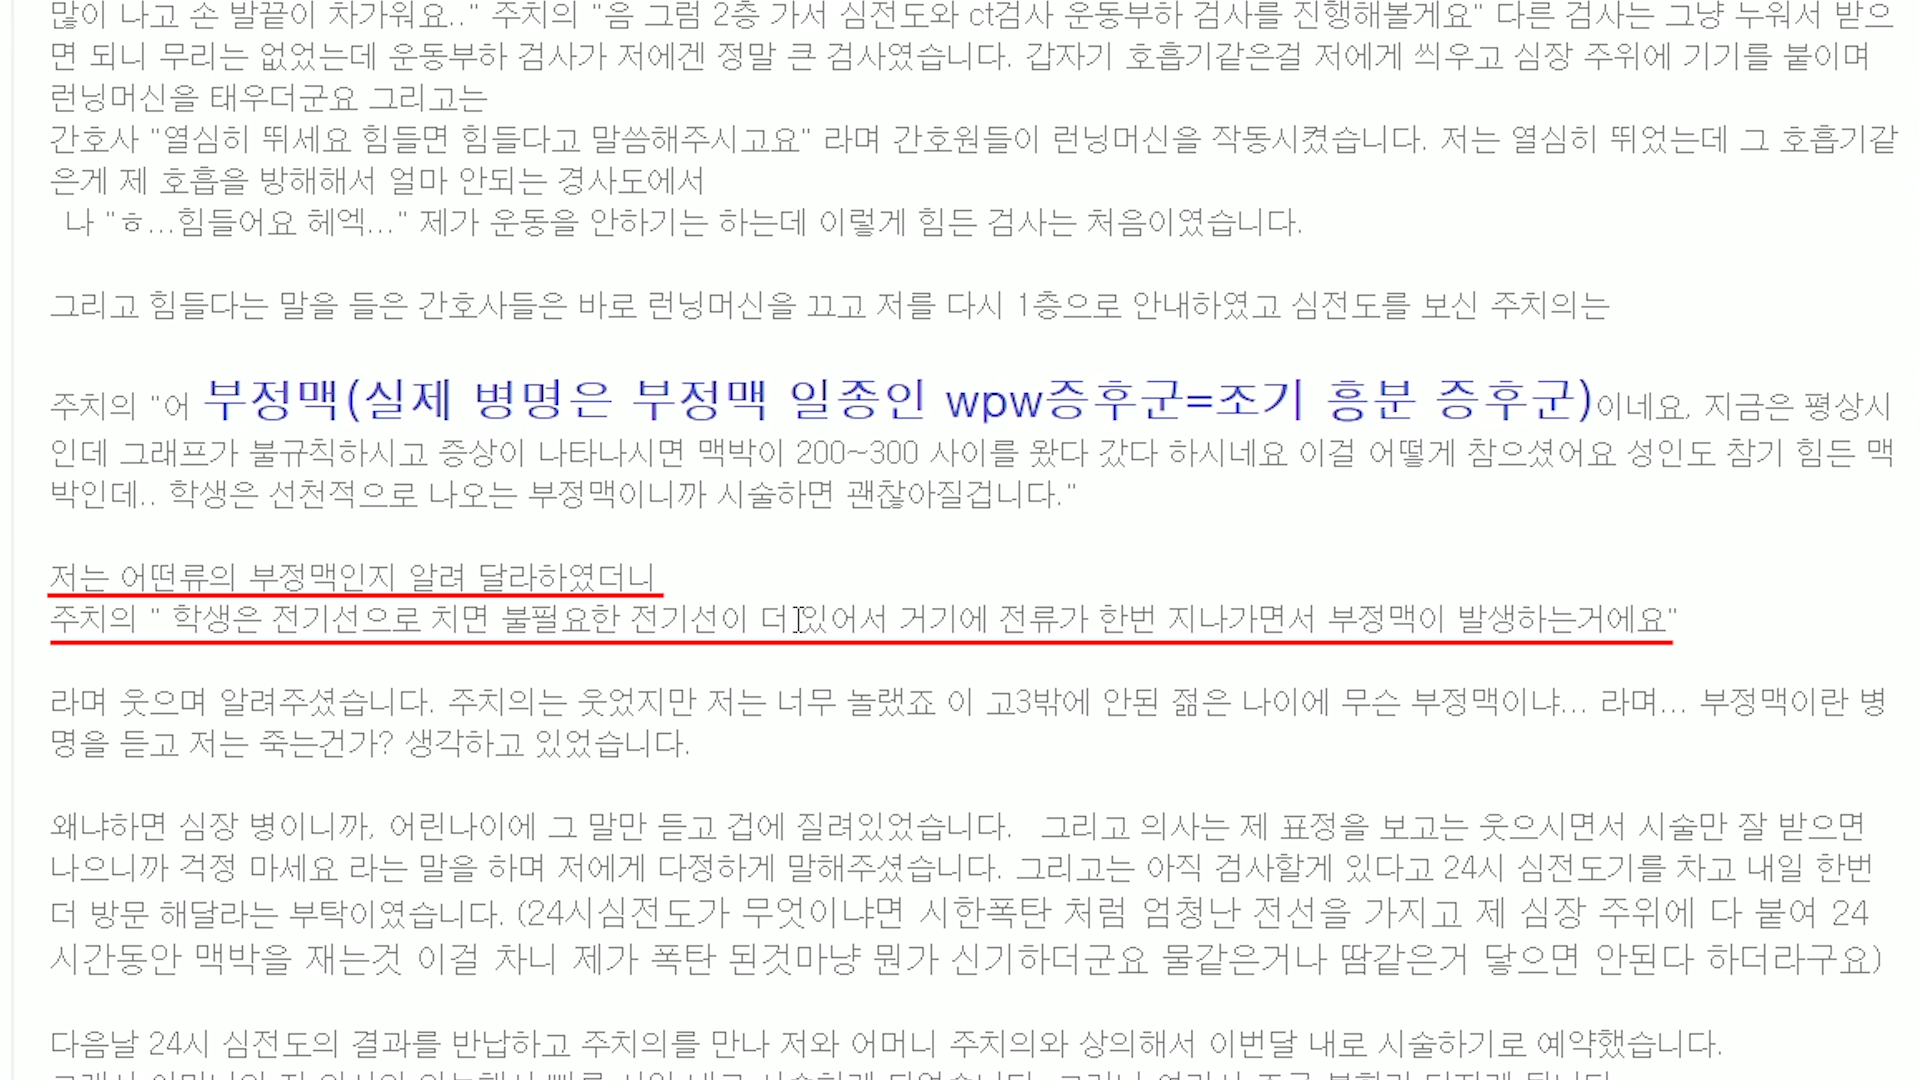 많이 나고 손 발끝이 차가워요.." 주치의 "음 그럼 2층 가서 심전도와 ct검사 운동부하 검사를 진행해볼게요" 다른 검사는 그냥 누워서 받으
면 되니 무리는 없었는데 운동부하 검사가 저에겐 정말 큰 검사였습니다. 갑자기 호흡기같은걸 저에게 씌우고 심장 주위에 기기를 붙이며
런닝머신을 태우더군요 그리고는
간호사 "열심히 뛰세요 힘들면 힘들다고 말씀해주시고요" 라며 간호원들이 런닝머신을 작동시켰습니다. 저는 열심히 뛰었는데 그 호흡기같
은게 제 호흡을 방해해서 얼마 안되는 경사도에서
나 "ㅎ...힘들어요 헤엑..." 제가 운동을 안하기는 하는데 이렇게 힘든 검사는 처음이였습니다.
그리고 힘들다는 말을 들은 간호사들은 바로 런닝머신을 끄고 저를 다시 1층으로 안내하였고 심전도를 보신 주치의는
주치의 "어 부정맥(실제 병명은 부정맥 일종인 wpw증후군=조기 흥분 증후군)이네요, 지금은 평상시
인데 그래프가 불규칙하시고 증상이 나타나시면 맥박이 200~300 사이를 왔다 갔다 하시네요 이걸 어떻게 참으셨어요 성인도 참기 힘든 맥
박인데.. 학생은 선천적으로 나오는 부정맥이니까 시술하면 괜찮아질겁니다."
저는 어떤류의 부정맥인지 알려 달라하였더니
주치의 " 학생은 전기선으로 치면 불필요한 전기선이 더 있어서 거기에 전류가 한번 지나가면서 부정맥이 발생하는거에요"
라며 웃으며 알려주셨습니다. 주치의는 웃었지만 저는 너무 놀랬죠 이 고3밖에 안된 젊은 나이에 무슨 부정맥이냐... 라며... 부정맥이란 병
명을 듣고 저는 죽는건가? 생각하고 있었습니다.
왜냐하면 심장 병이니까, 어린나이에 그 말만 듣고 겁에 질려있었습니다. 그리고 의사는 제 표정을 보고는 웃으시면서 시술만 잘 받으면
나으니까 걱정 마세요 라는 말을 하며 저에게 다정하게 말해주셨습니다. 그리고는 아직 검사할게 있다고 24시 심전도기를 차고 내일 한번
더 방문 해달라는 부탁이였습니다. (24시심전도가 무엇이냐면 시한폭탄 처럼 엄청난 전선을 가지고 제 심장 주위에 다 붙여 24
시간동안 맥박을 재는것 이걸 차니 제가 폭탄 된것마냥 뭔가 신기하더군요 물같은거나 땀같은거 닿으면 안된다 하더라구요)
다음날 24시 심전도의 결과를 반납하고 주치의를 만나 저와 어머니 주치의와 상의해서 이번달 내로 시술하기로 예약했습니다.